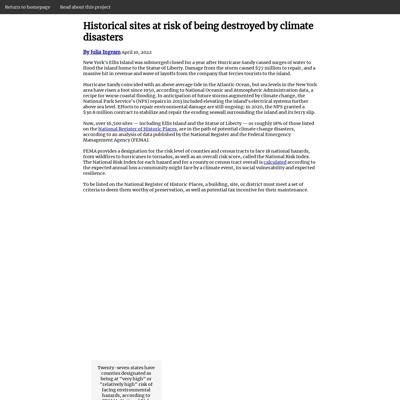 Return to homepage
Read about this project
Historical sites at risk of being destroyed by climate
disasters
By Julia Ingram April 10, 2022
New York's Ellis Island was submerged closed for a year after Hurricane Sandy caused surges of water to
flood the island home to the Statue of Liberty. Damage from the storm caused $77 million to repair, and a
massive hit in revenue and wave of layoffs from the company that ferries tourists to the island.
Hurricane Sandy coincided with an above average tide in the Atlantic Ocean, but sea levels in the New York
area have risen a foot since 1050, according to National Oceanic and Atmospheric Administration data, a
recipe for worse coastal flooding. In anticipation of future storms augmented by climate change, the
National Park Service's (NPS) repairs in 2013 included elevating the island's electrical systems further
above sea level. Efforts to repair extensive damage are still ongoing: in 2020, the NPS granted a
$30.8 million contract to stabilize and repair the ending seawall surrounding the island and its ferry slip.
Now, over 16,500 sites — including Ellis Island and the Statue of Liberty — or roughly 18% of those listed
on the National Register of Historic Places, are in the path of potential climate change disasters,
according to an analysis of data published by the National Register and the Federal Emergency
Management Agency (FEMA).
FEMA provides a designation for the risk level of counties and census tracts to face 18 national hazards,
from wildfires to hurricanes to tornados, as well as an overall risk score, called the National Risk Index.
The National Risk Index for each hazard and for a county or census tract overall is calculated according to
the expected annual loss a community might face by a climate event, its social vulnerability and expected
resilience.
To be listed on the National Register of Historic Places, a building, site, or district must meet a set of
criteria to deem them worthy of preservation, as well as potential tax incentive for their maintenance.
Twenty-seven states have
counties designated as
being at "very high" or
"relatively high" risk of
facing environmental
hazards, according to